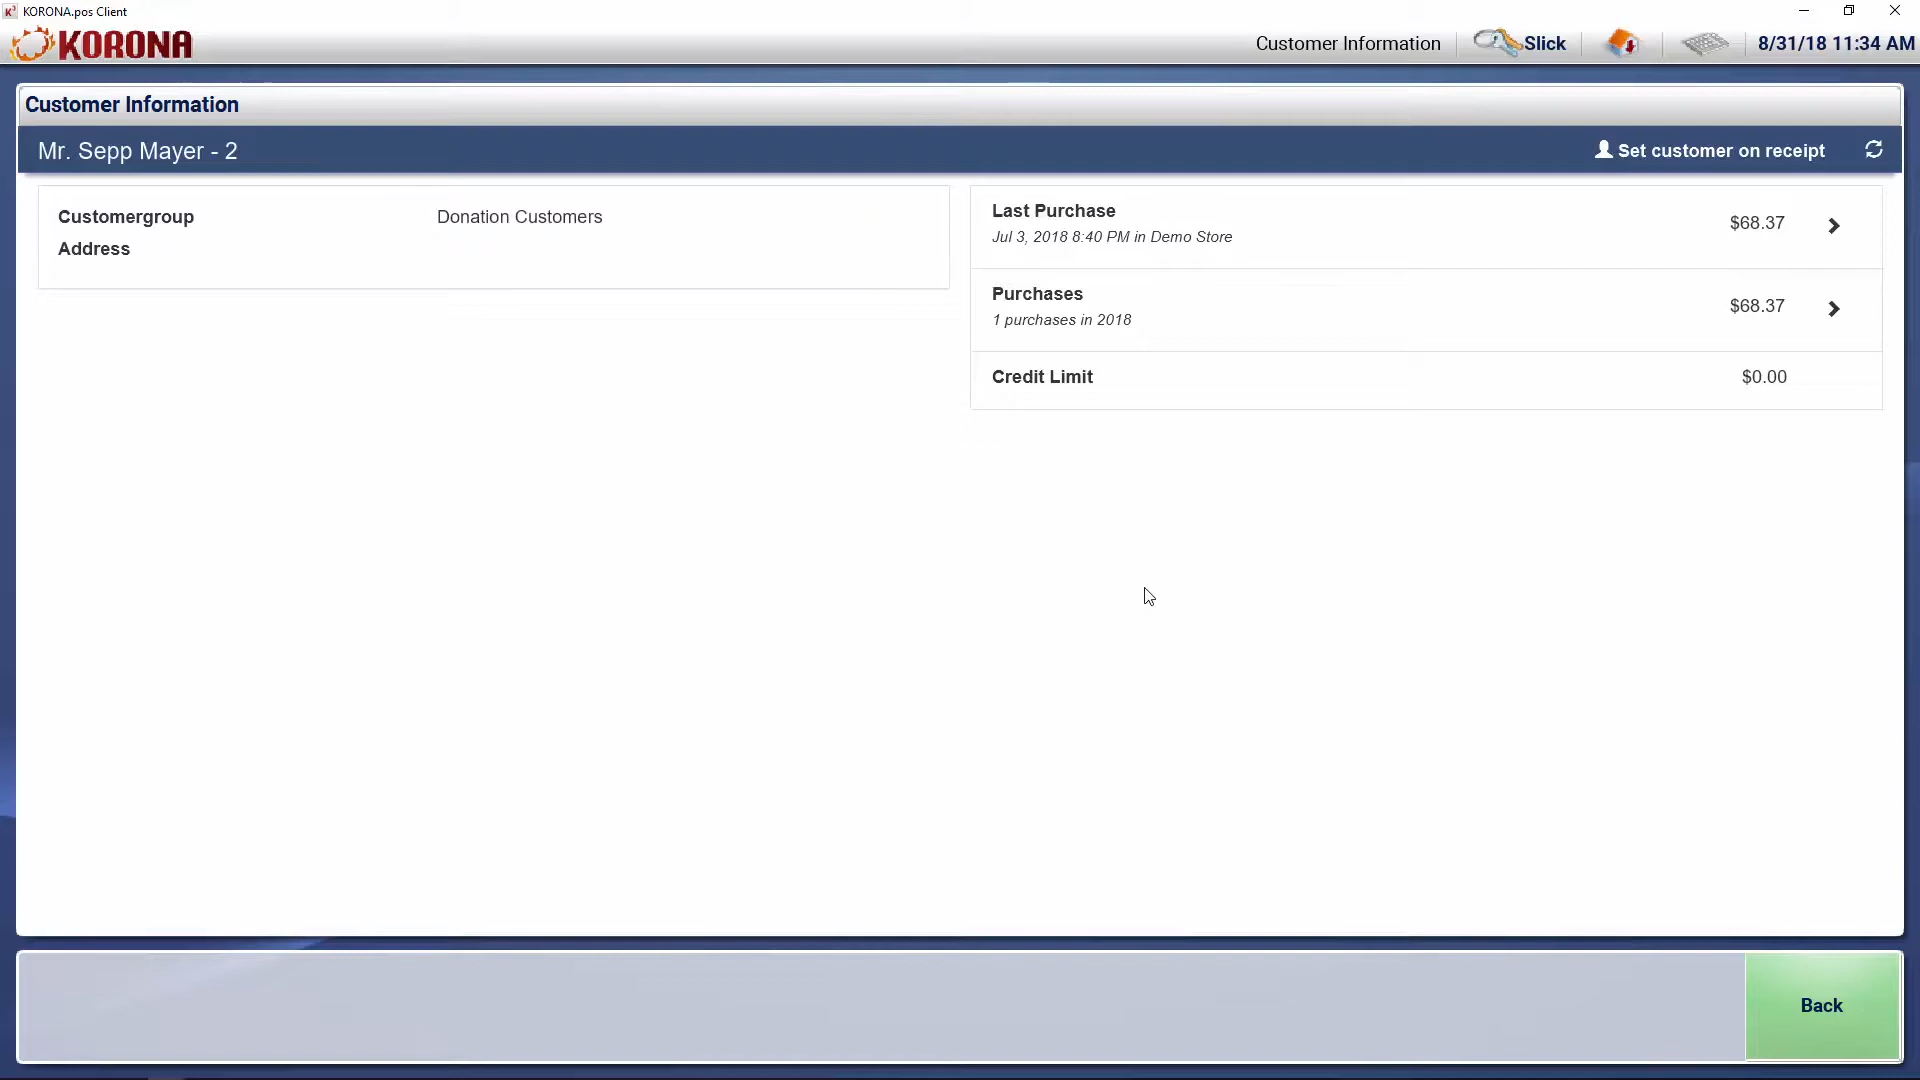 KORONA.pos Client
KORONA
Customer Information
Slick
8/31/18 11:34 AM
Customer Information
Mr. Sepp Mayer - 2
Set customer on receipt
Customergroup Donation Customers
Address
Last Purchase
Jul 3, 2018 8:40 PM in Demo Store
$68.37
Purchases
1 purchases in 2018
$68.37
Credit Limit $0.00
Back